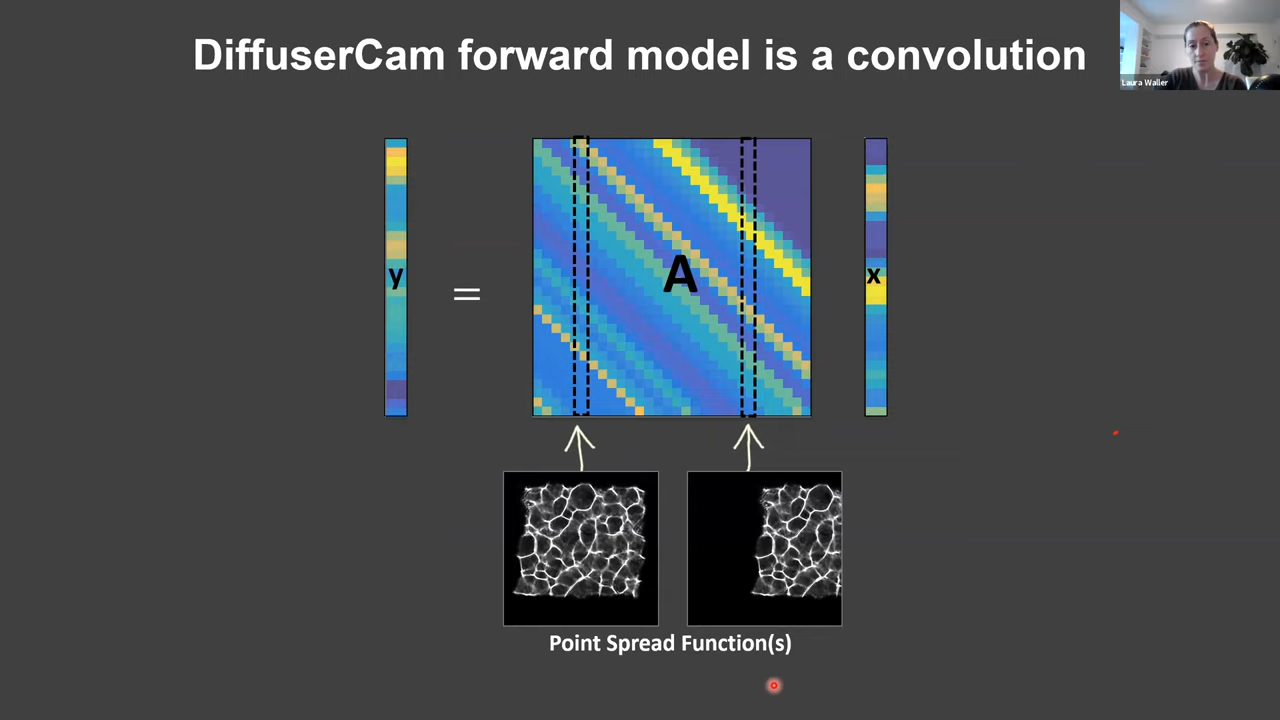 DiffuserCam forward model is a convolution
Laura Waller
y
=
A
x
Point Spread Function(s)